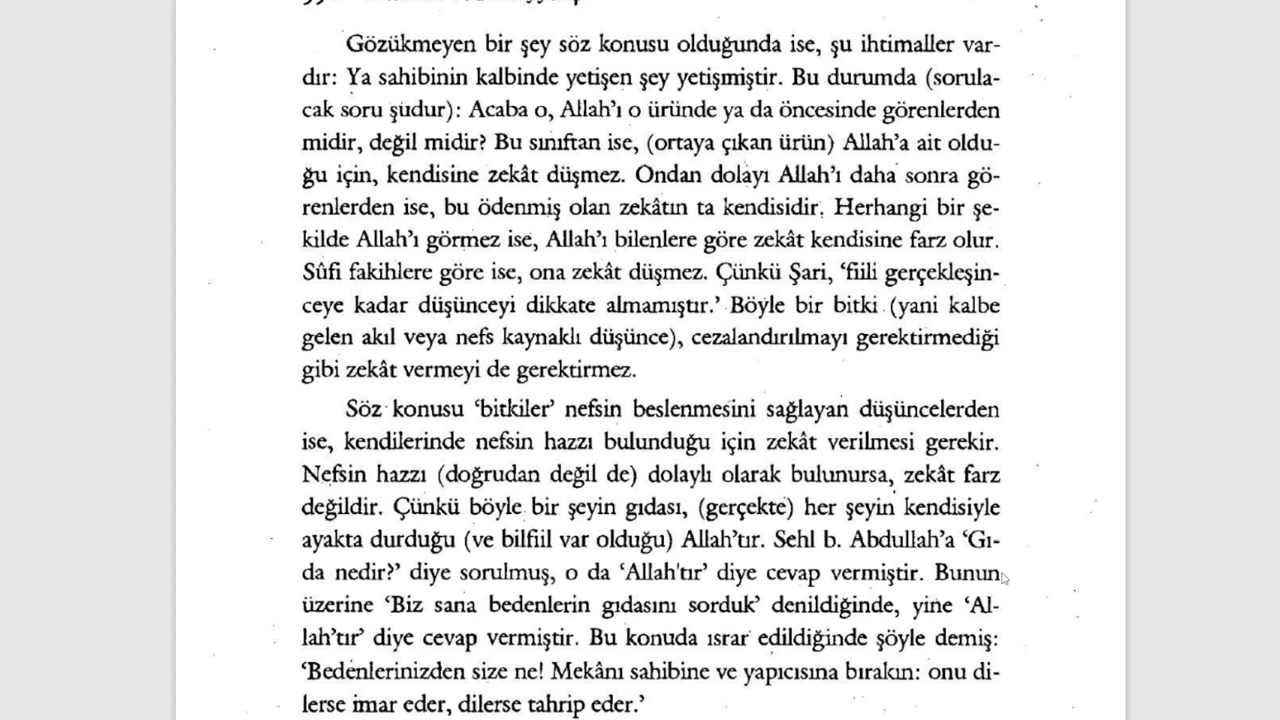 Gözükmeyen bir şey söz konusu olduğunda ise, şu ihtimaller var-
dır: Ya sahibinin kalbinde yetişen şey yetişmiştir. Bu durumda (sorula-
cak soru şudur): Acaba o, Allah’ı o üründe ya da öncesinde görenlerden
midir, değil midir? Bu sınıftan ise, (ortaya çıkan ürün) Allah’a ait oldu-
ğu için, kendisine zekât düşmez. Ondan dolayı Allah’ı daha sonra gö-
renlerden ise, bu ödenmiş olan zekâtın ta kendisidir. Herhangi bir şe-
kilde Allah’ı görmez ise, Allah’ı bilenlere göre zekât kendisine farz olur.
Sûfi fakihlere göre ise, ona zekât düşmez. Çünkü Şari, ‘fiili gerçekleşin-
ceye kadar düşünceyi dikkate almamıştır.’ Böyle bir bitki (yani kalbe
gelen akıl veya nefs kaynaklı düşünce), cezalandırılmayı gerektirmediği
gibi zekât vermeyi de gerektirmez.
Söz konusu ‘bitkiler’ nefsin beslenmesini sağlayan düşüncelerden
ise, kendilerinde nefsin hazzı bulunduğu için zekât verilmesi gerekir.
Nefsin hazzı (doğrudan değil de) dolaylı olarak bulunursa, zekât farz
değildir. Çünkü böyle bir şeyin gıdası, (gerçekte) her şeyin kendisiyle
ayakta durduğu (ve bilfiil var olduğu) Allah’tır. Sehl b. Abdullah’a ‘Gı-
da nedir?’ diye sorulmuş, o da ‘Allah'tır’ diye cevap vermiştir. Bunun
üzerine ‘Biz sana bedenlerin gıdasını sorduk’ denildiğinde, yine ‘Al-
lah’tır’ diye cevap vermiştir. Bu konuda ısrar edildiğinde şöyle demiş:
‘Bedenlerinizden size ne! Mekânı sahibine ve yapıcısına bırakın: onu di-
lerse imar eder, dilerse tahrip eder.’